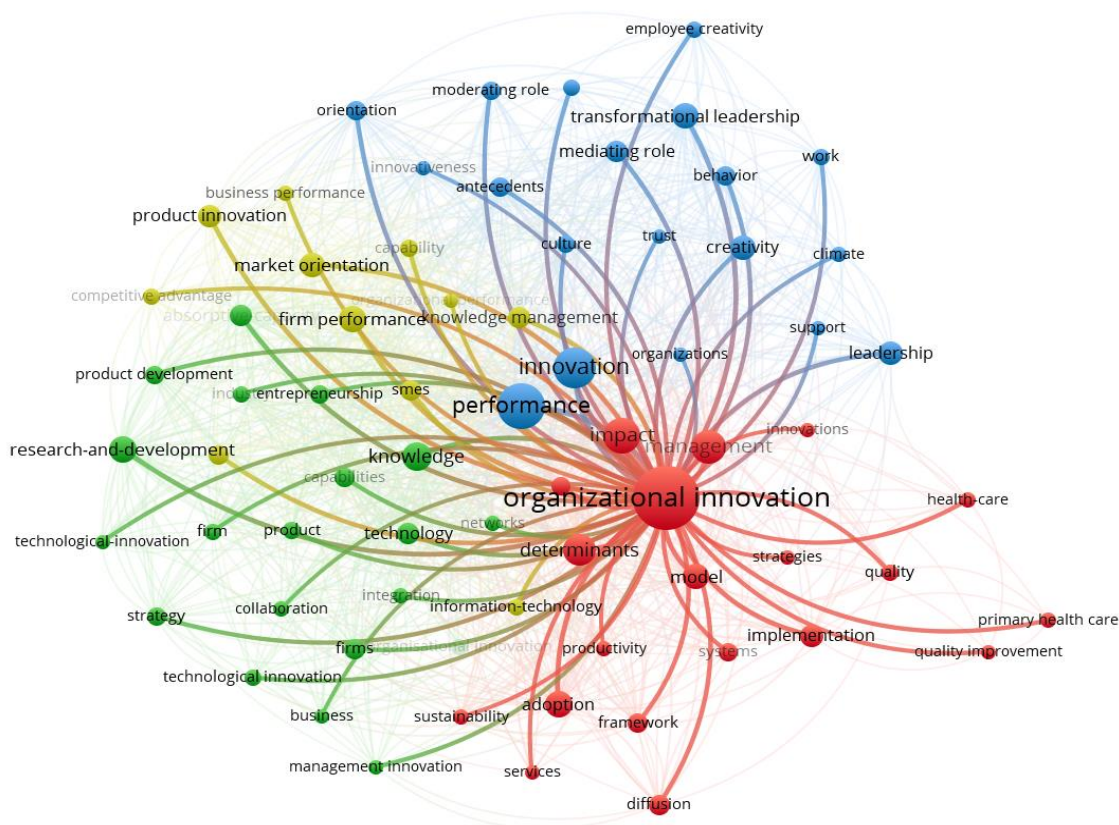 employee creativity
moderating role
orientation
transformational leadership
mediating role
work
innovativeness
behavior
antecedents
business performance
product innovation
trust
culture
creativity
capability
climate
market orientation
competitive advantage
organizational performance
firm performance
knowledge management
support
organizations
leadership
innovation
product development
entrepreneurship
smes
performance
impact
management
innovations
research-and-development
knowledge
capabilities
organizational innovation
health-care
networks
technological-innovation
firm
product
technology
determinants
strategies
model
quality
integration
collaboration
information-technology
strategy
primary health care
implementation
firms
organisational innovation
productivity
systems
quality improvement
technological innovation
adoption
business
sustainability
framework
management innovation
services
diffusion